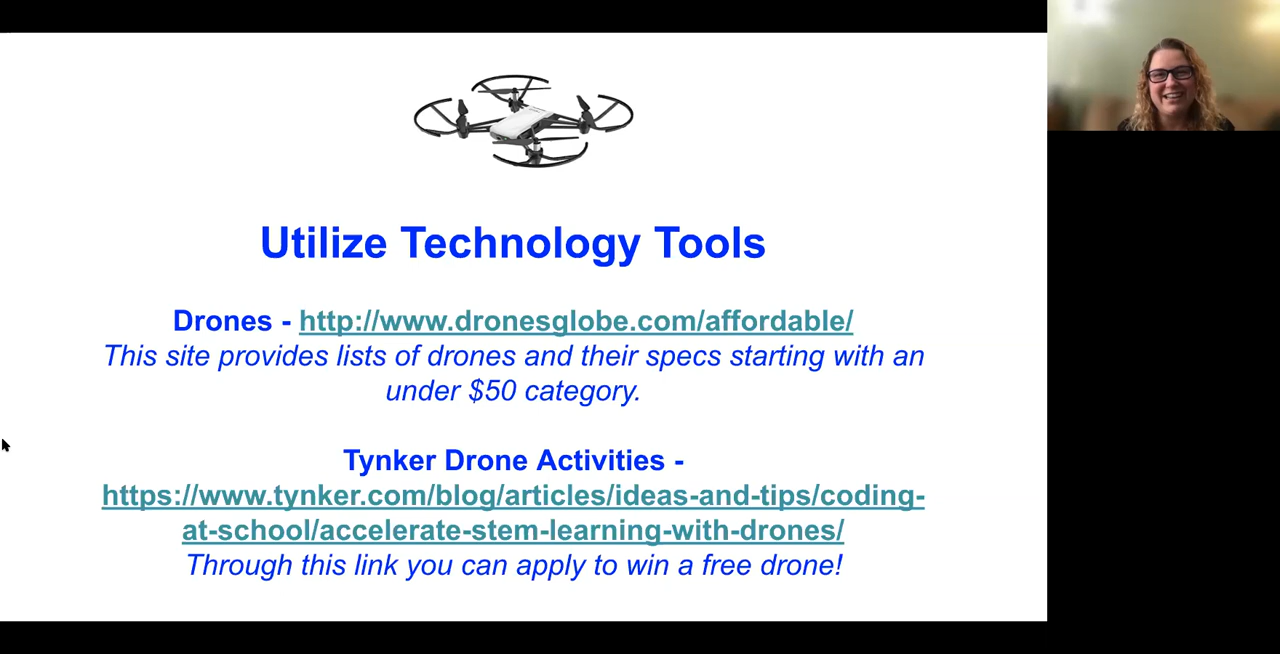 Utilize Technology Tools
Drones - http://www.dronesglobe.com/affordable/
This site provides lists of drones and their specs starting with an
under $50 category.
Tynker Drone Activities -
https://www.tynker.com/blog/articles/ideas-and-tips/coding-
at-school/accelerate-stem-learning-with-drones/
Through this link you can apply to win a free drone!